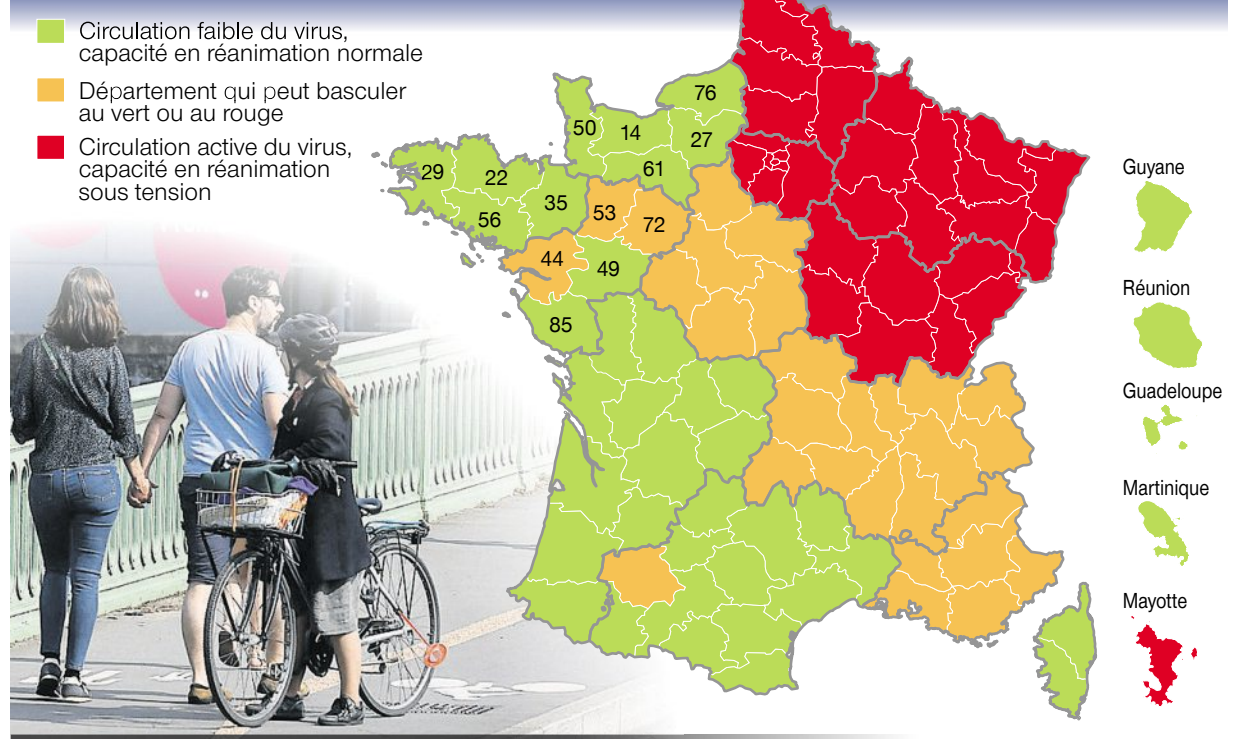 Circulation faible du virus,
capacité en réanimation normale
Département qui peut basculer
au vert ou au rouge
Circulation active du virus,
capacité en réanimation
sous tension
76
50
14
27
61
29
22
35
56
53
72
44
49
85
Guyane
Réunion
Guadeloupe
Martinique
Mayotte